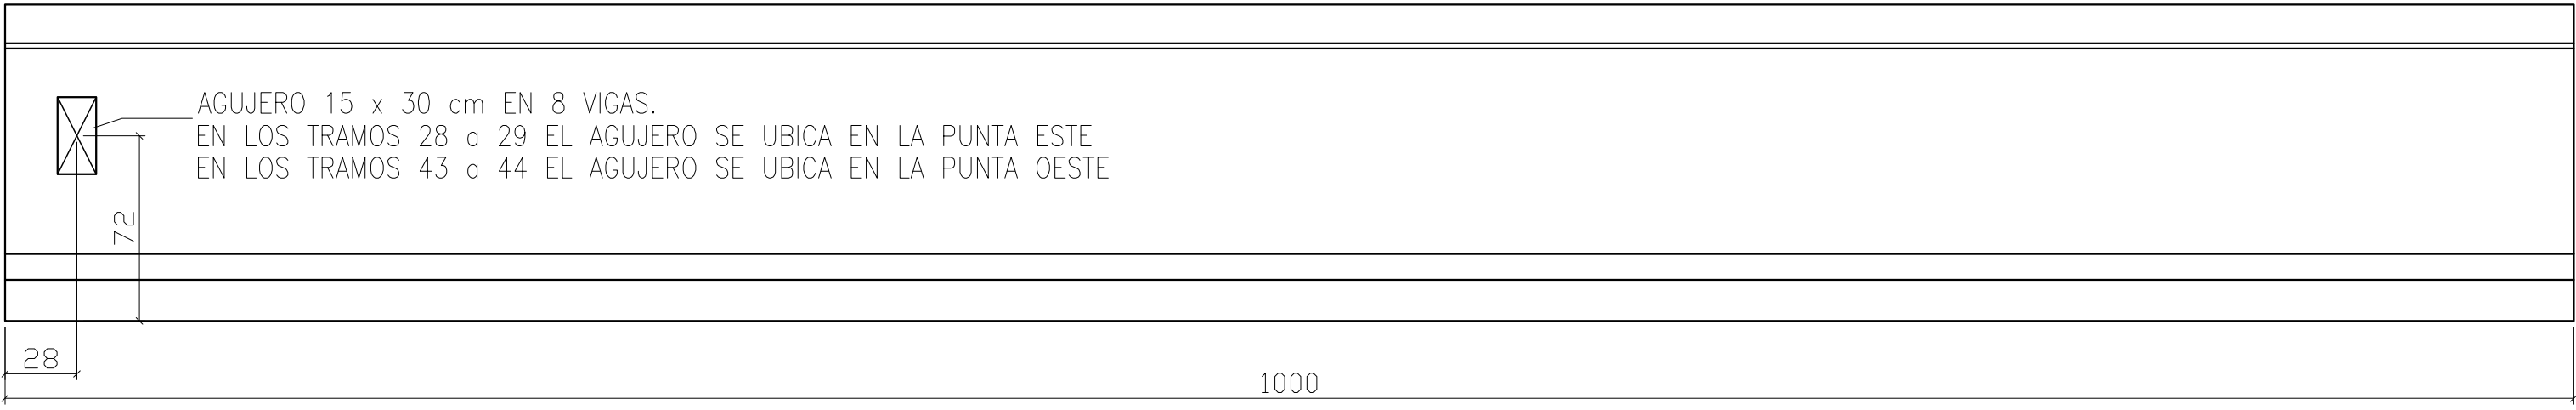 AGUJERO 15 x 30 cm EN 8 VIGAS.
EN LOS TRAMOS 28 a 29 EL AGUJERO SE UBICA EN LA PUNTA ESTE
EN LOS TRAMOS 43 a 44 EL AGUJERO SE UBICA EN LA PUNTA OESTE
72
28
1000